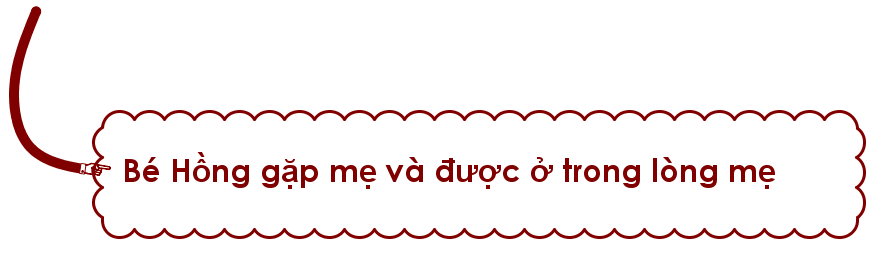 Bé Hồng gặp mẹ và được ở trong lòng mẹ